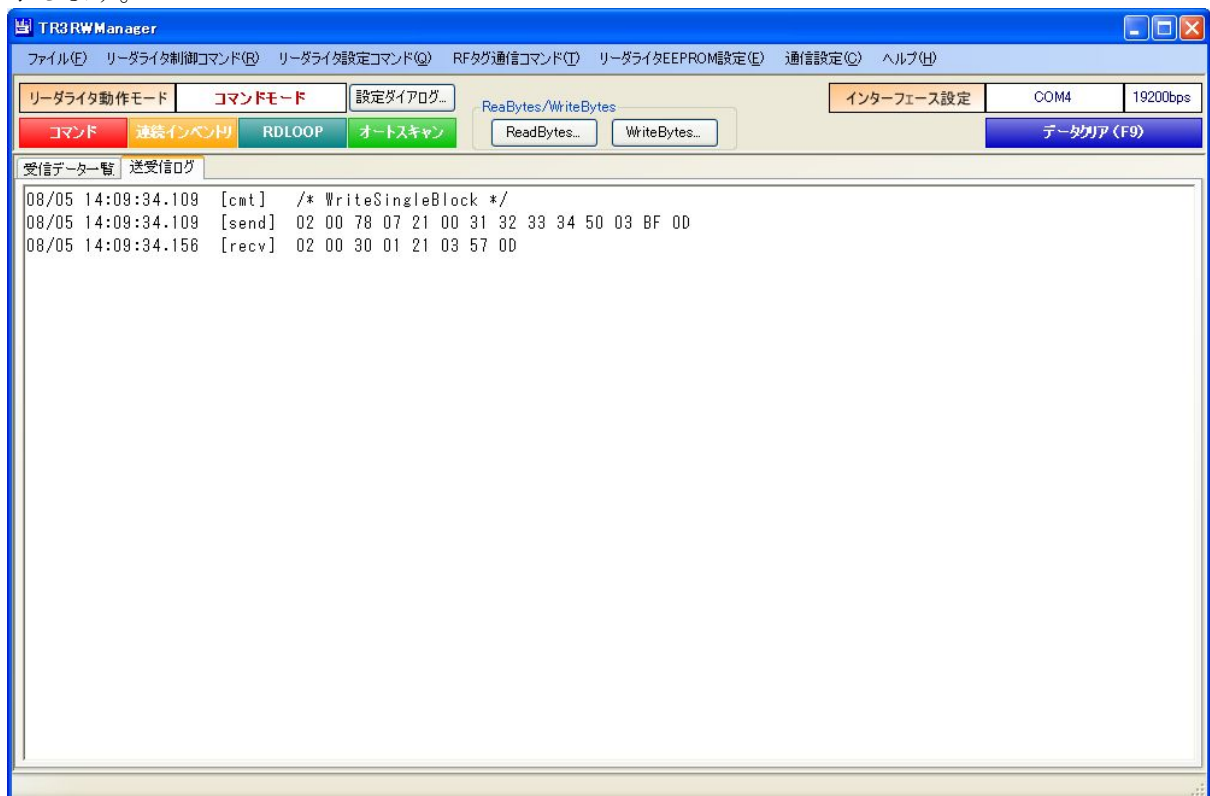 TR3RWManager
ファイル(F) リーダライタ制御コマンド(R) リーダライタ設定コマンド(Q) RFタグ通信コマンド(T) リーダライタEEPROM設定(E) 通信設定(C) ヘルプ(H)
リーダライタ動作モード コマンドモード 設定ダイアログ... ReaBytes/WriteBytes インターフェース設定 COM4 19200bps
コマンド 連続インベントリ RDLOOP オートスキャン ReadBytes... WriteBytes... データクリア (F9)
受信データ一覧 送受信ログ
08/05 14:09:34.109 [cmt] /* WriteSingleBlock */
08/05 14:09:34.109 [send] 02 00 78 07 21 00 31 32 33 34 50 03 BF 0D
08/05 14:09:34.156 [recv] 02 00 30 01 21 03 57 0D